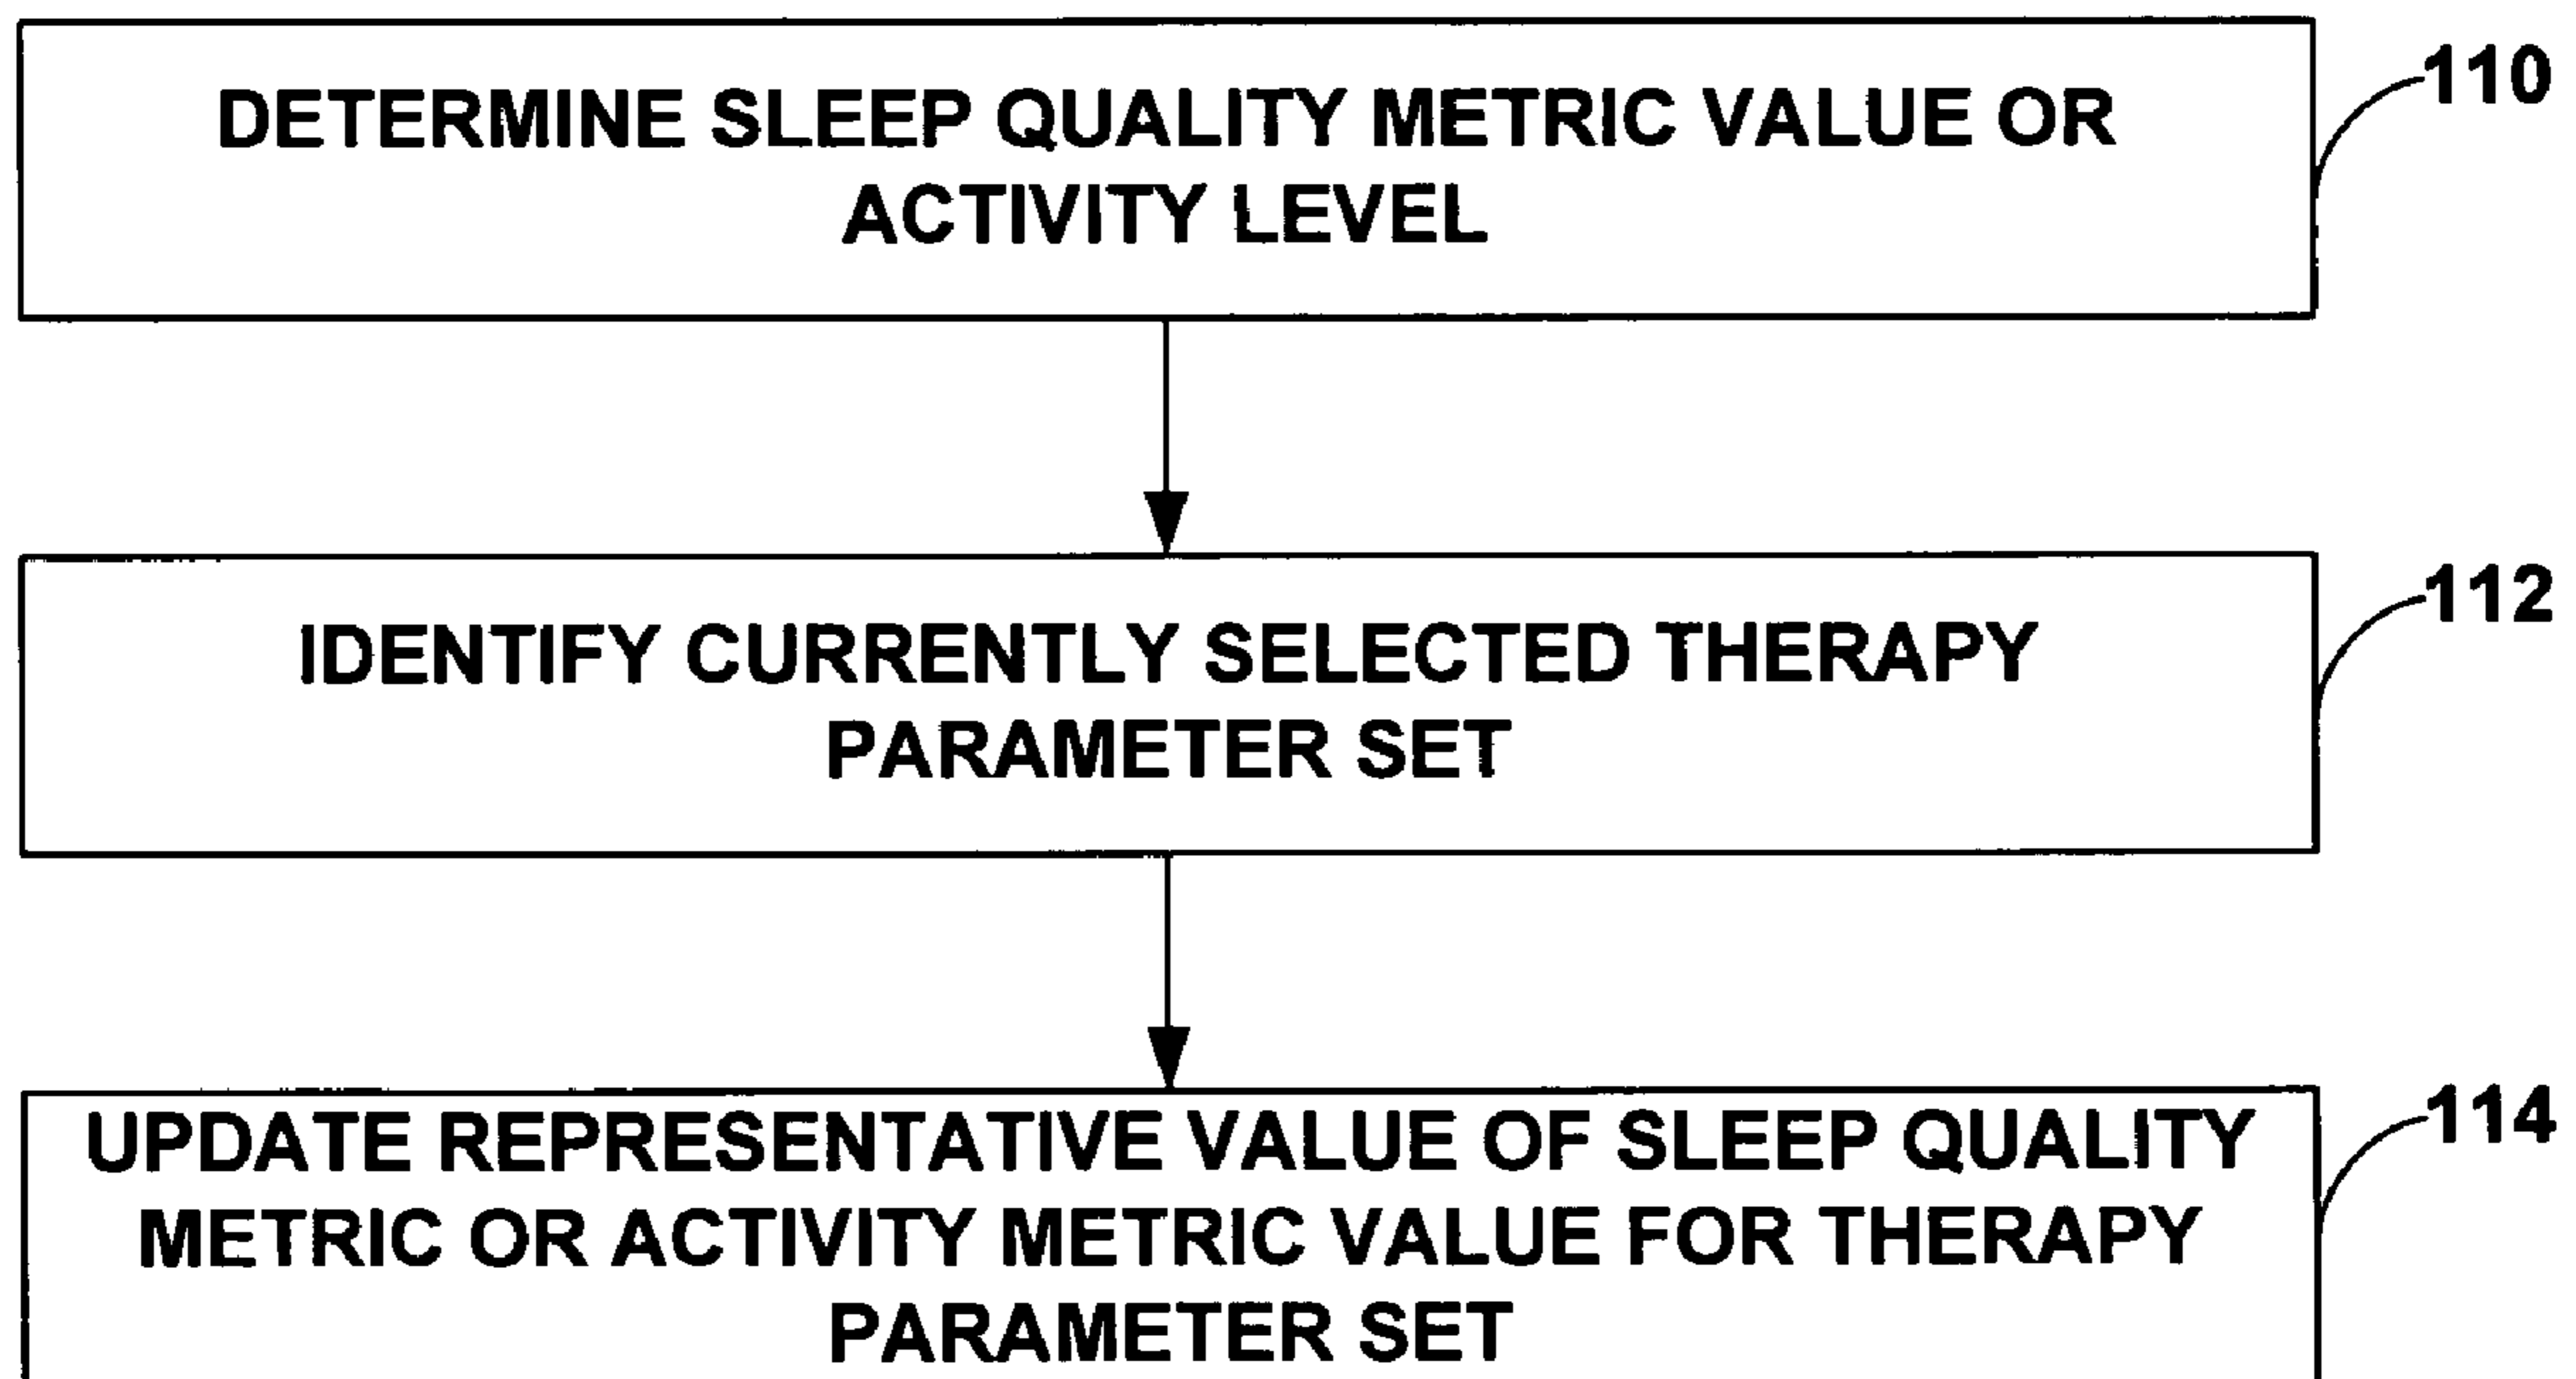 DETERMINE SLEEP QUALITY METRIC VALUE OR
ACTIVITY LEVEL
110
IDENTIFY CURRENTLY SELECTED THERAPY
PARAMETER SET
112
UPDATE REPRESENTATIVE VALUE OF SLEEP QUALITY
METRIC OR ACTIVITY METRIC VALUE FOR THERAPY
PARAMETER SET
114